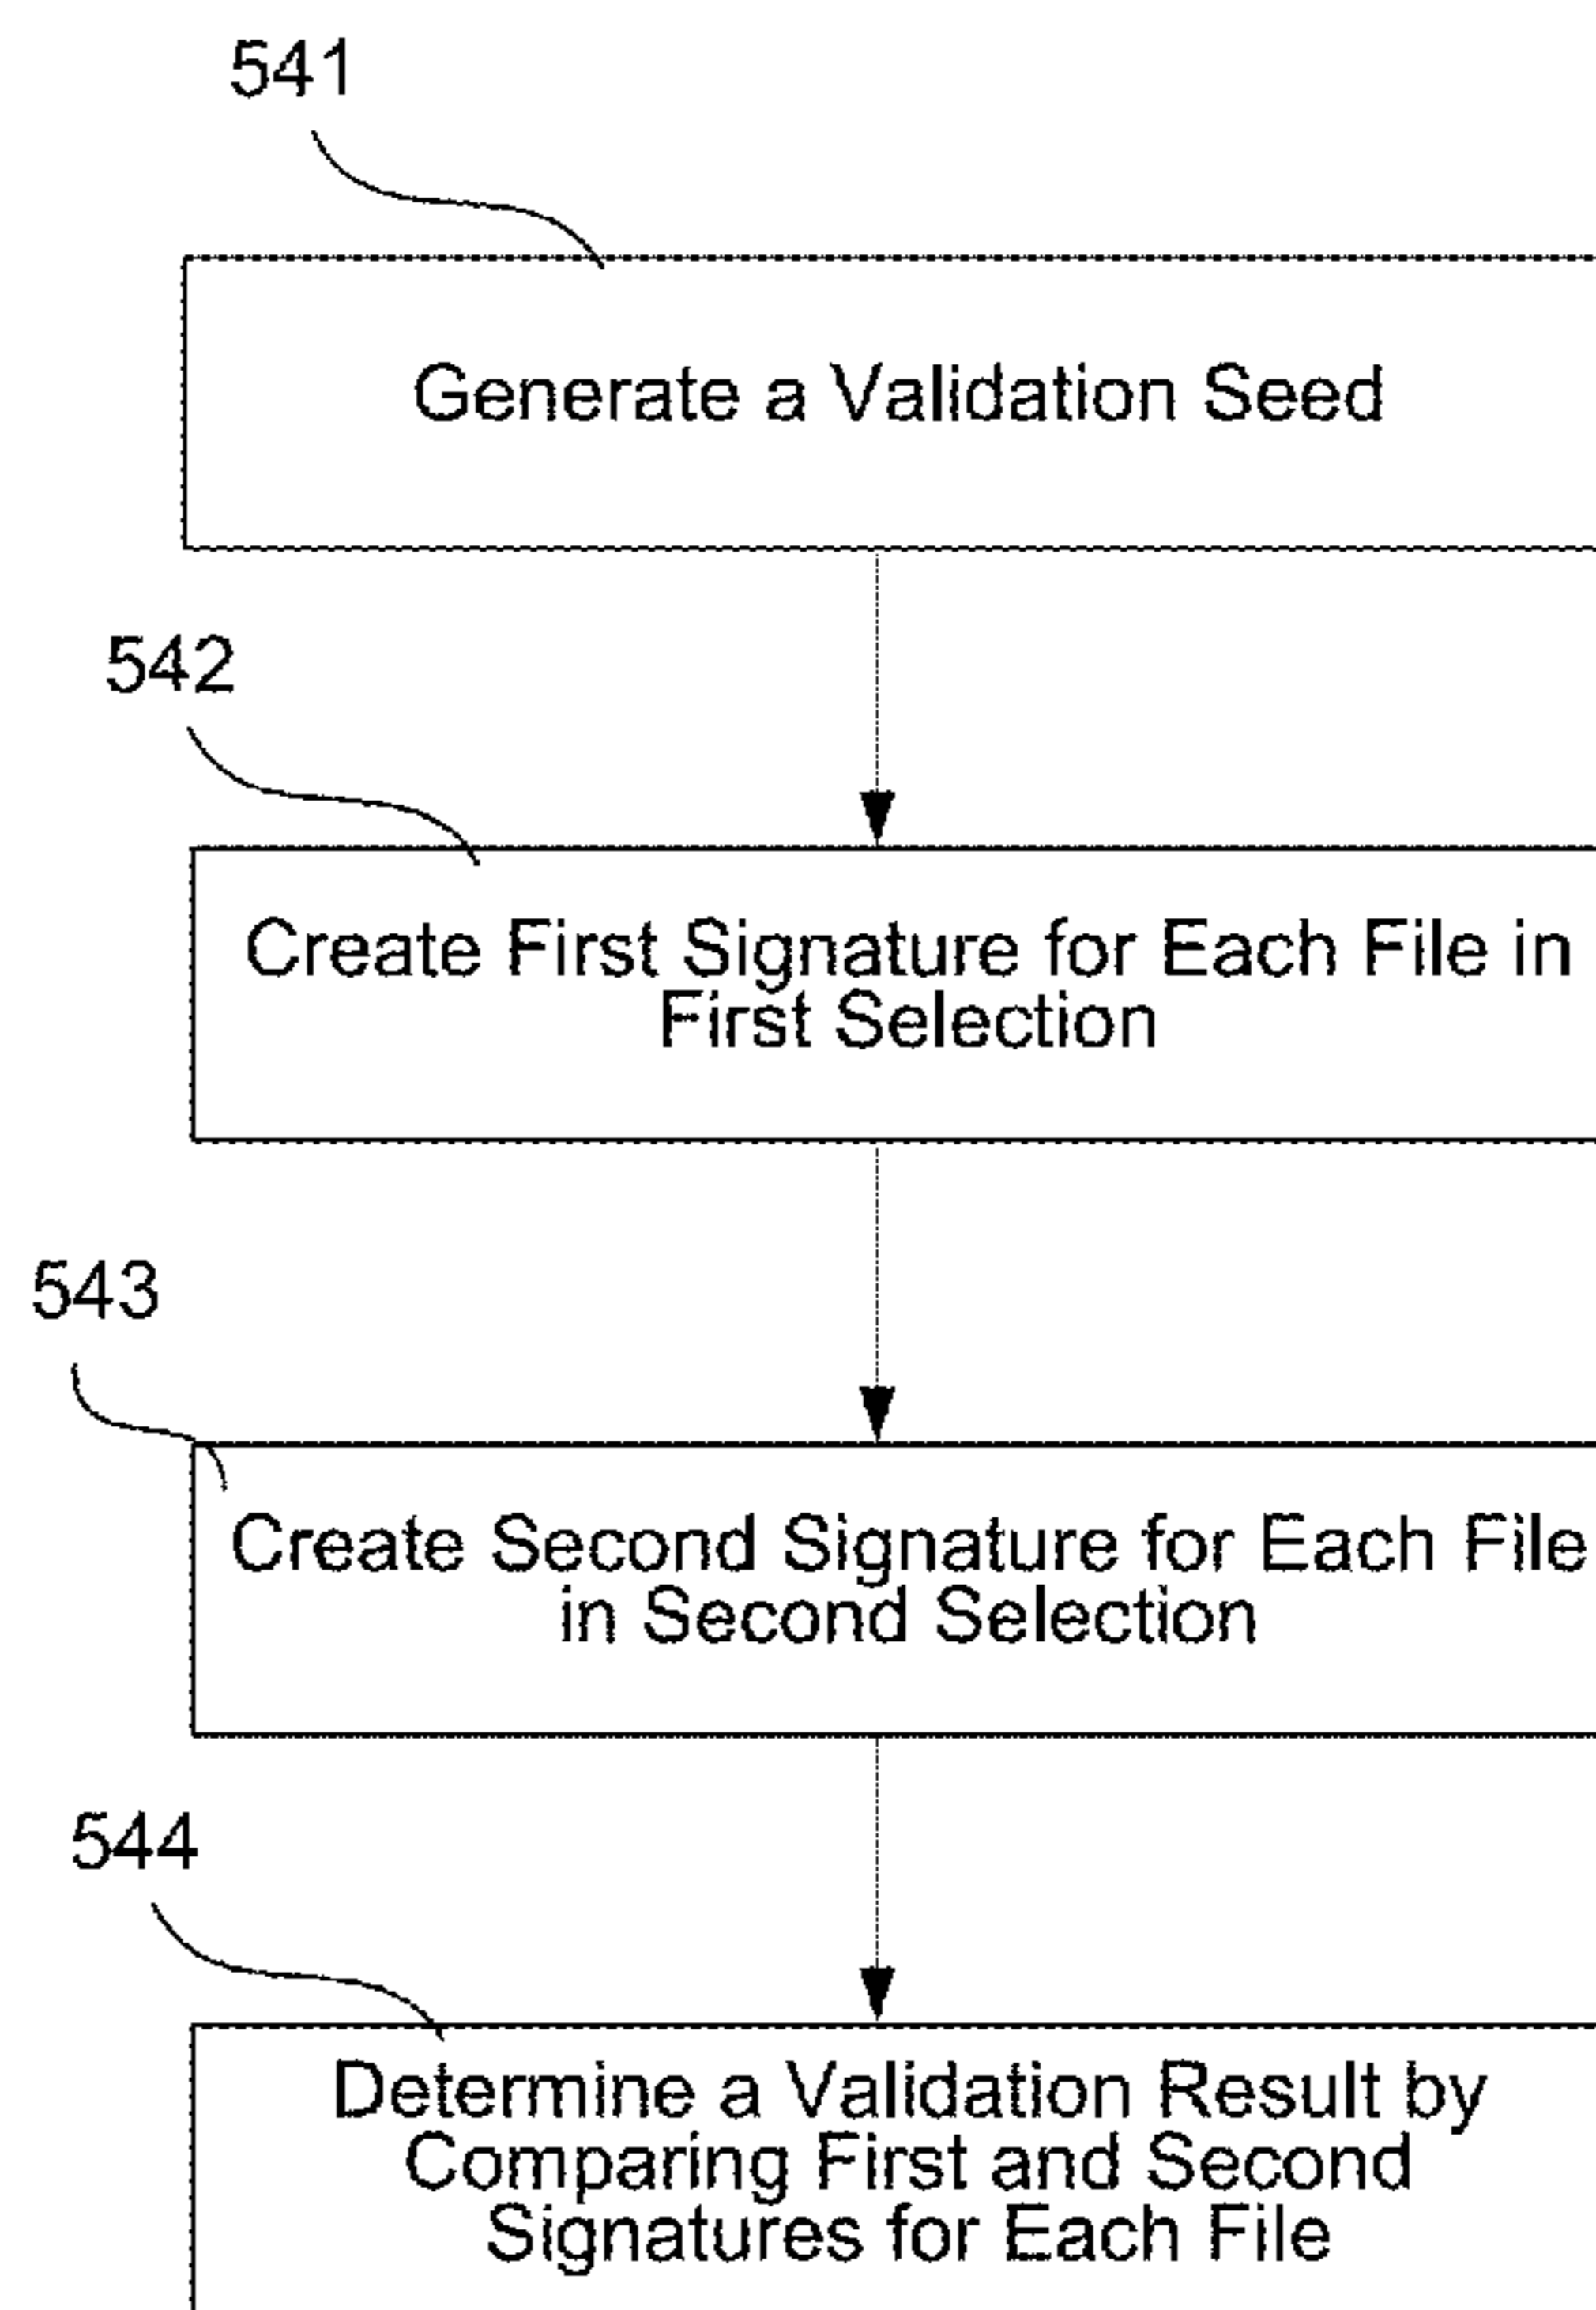 541
Generate a Validation Seed
542
Create First Signature for Each File in
First Selection
543
Create Second Signature for Each File
in Second Selection
544
Determine a Validation Result by
Comparing First and Second
Signatures for Each File